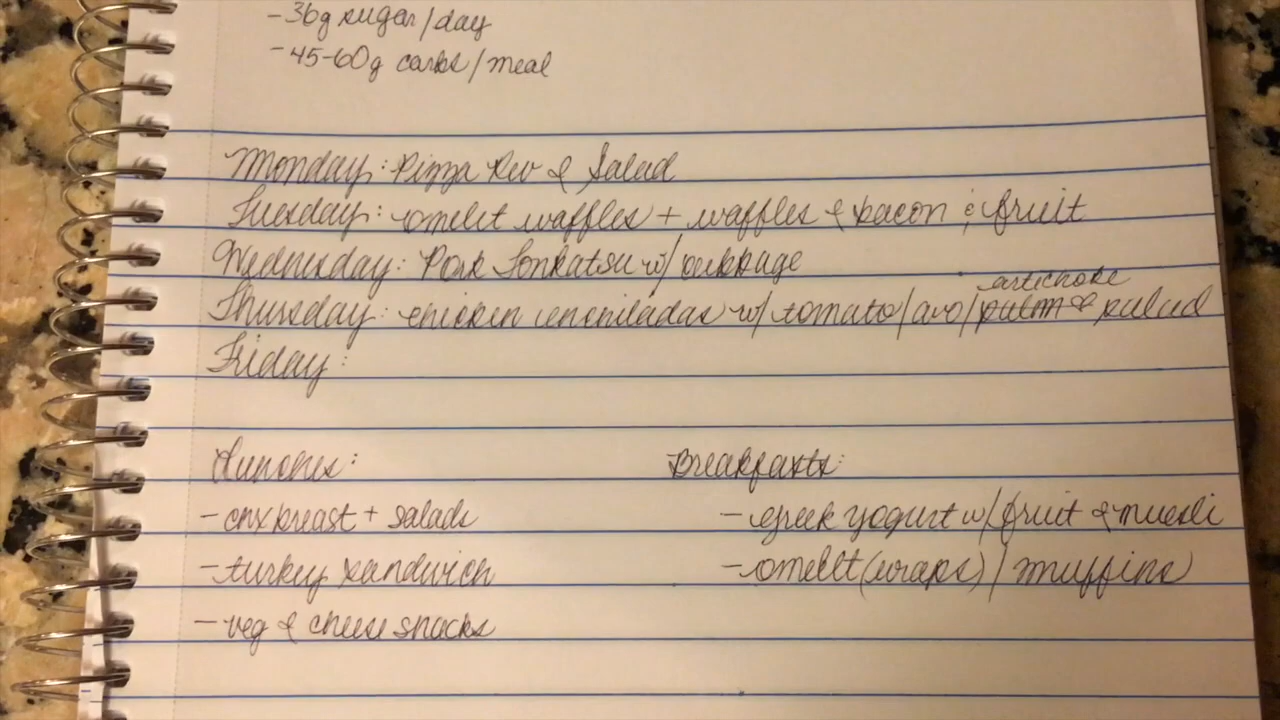 - 36g sugar/day
- 45-60g carbs/meal
Monday: Pizza Rev & Salad
Tuesday: omelet waffles + waffles & bacon & fruit
Wednesday: Pork Tonkatsu w/ cubbage
artichoke
Thursday: chicken enchiladas w/ tomato/avo/ & salad
Friday:
Lunches:
Breakfasts:
- chx breast + salads
- greek yogurt w/ fruit & muesli
- turkey sandwich
- omelet (wraps) / muffins
- veg & cheese snacks